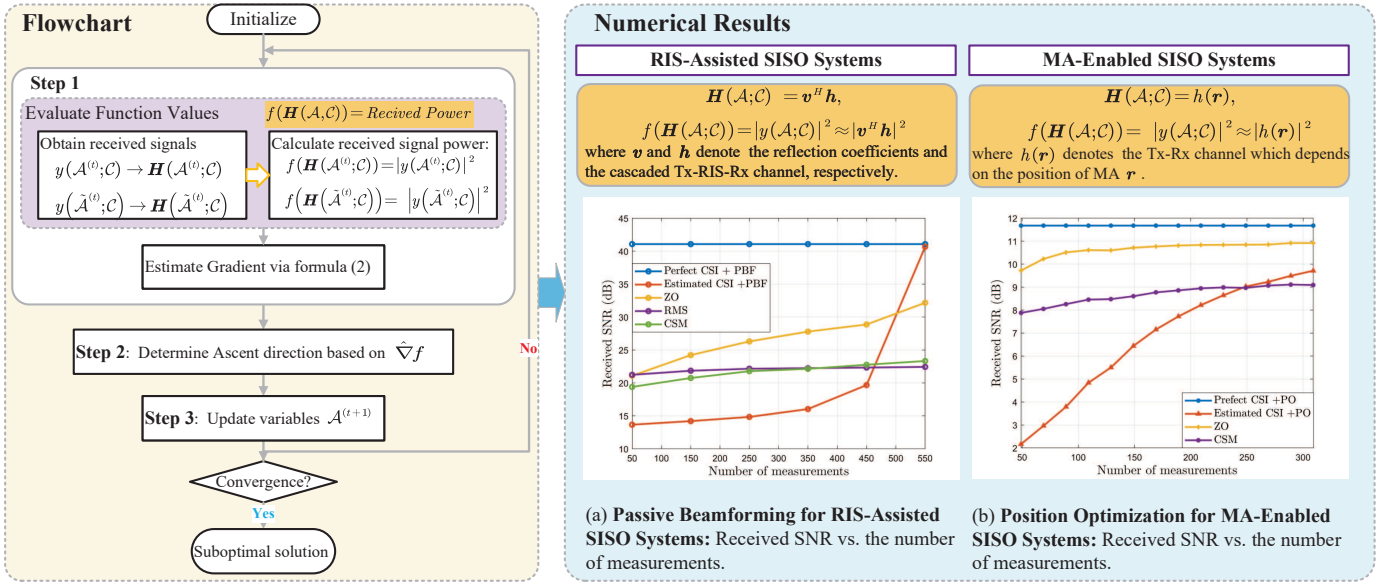 Flowchart
Initialize
Step 1
Evaluate Function Values
f(H(A,C))=Recived Power
Obtain received signals
y(A^(t);C) → H(A^(t);C)
y(Ã^(t);C) → H(Ã^(t);C)
Calculate received signal power:
f(H(A^(t);C))=|y(A^(t);C)|^2
f(H(Ã^(t);C))= |y(Ã^(t);C)|^2
Estimate Gradient via formula (2)
Step 2: Determine Ascent direction based on ∇̂f
No
Step 3: Update variables A^(t+1)
Convergence?
Yes
Suboptimal solution
Numerical Results
RIS-Assisted SISO Systems
H(A;C) = v^H h,
f(H(A;C))=|y(A;C)|^2≈|v^H h|^2
where v and h denote the reflection coefficients and
the cascaded Tx-RIS-Rx channel, respectively.
45
40
35
30
25
20
15
10
Received SNR (dB)
Perfect CSI + PBF
Estimated CSI +PBF
ZO
RMS
CSM
50 100 150 200 250 300 350 400 450 500 550
Number of measurements
(a) Passive Beamforming for RIS-Assisted
SISO Systems: Received SNR vs. the number
of measurements.
MA-Enabled SISO Systems
H(A;C)=h(r),
f(H(A;C))= |y(A;C)|^2≈|h(r)|^2
where h(r) denotes the Tx-Rx channel which depends
on the position of MA r .
12
11
10
9
8
7
6
5
4
3
2
Received SNR (dB)
Prefect CSI +PO
Estimated CSI +PO
ZO
CSM
50 100 150 200 250 300
Number of measurements
(b) Position Optimization for MA-Enabled
SISO Systems: Received SNR vs. the number
of measurements.